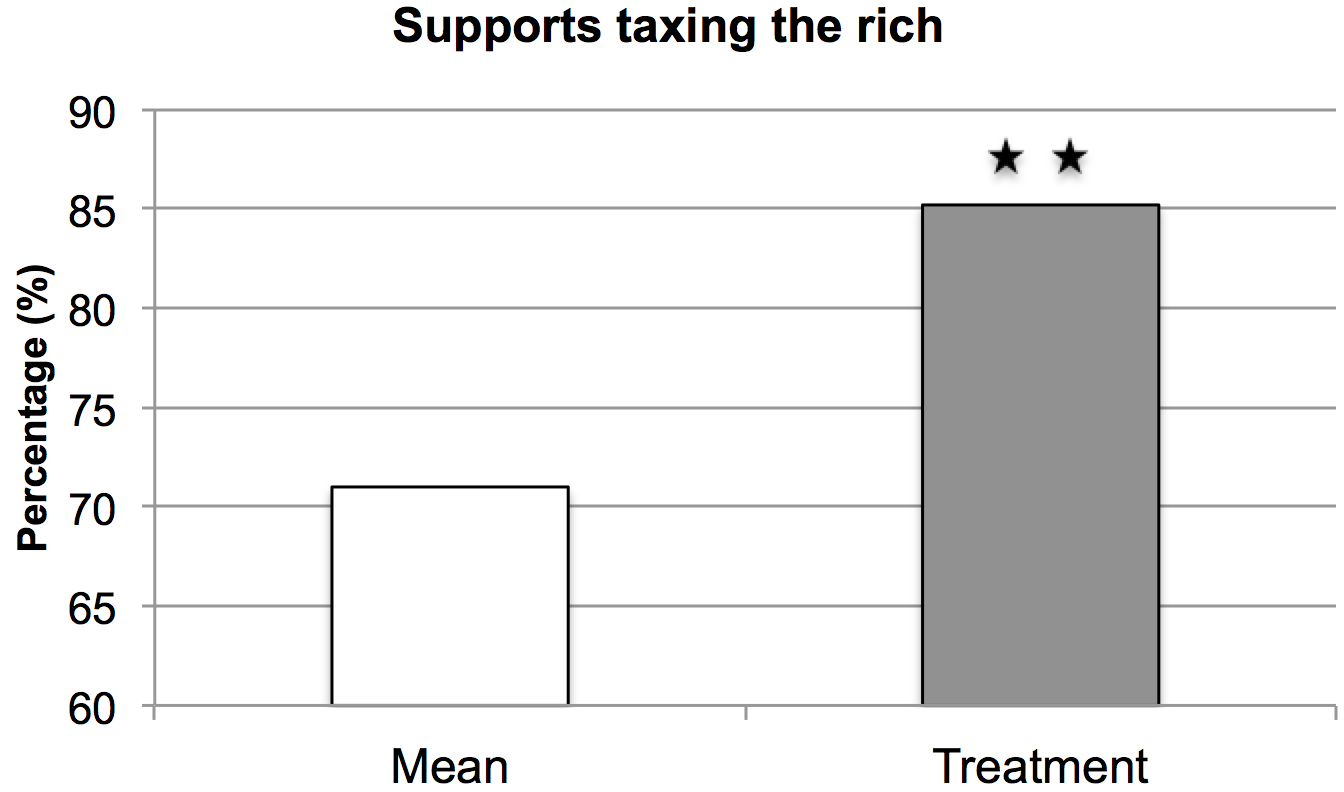 Supports taxing the rich
Percentage (%)
90
85
80
75
70
65
60
Mean
Treatment